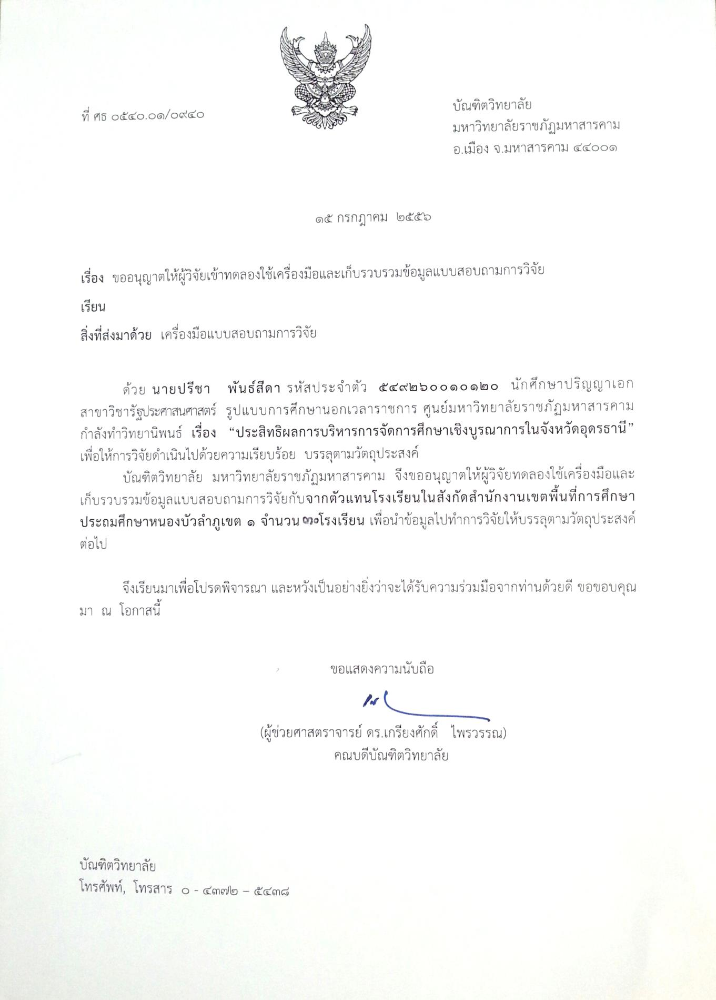 ที่ ศธ ๐๕๔๐.๐๑/๐๙๔๐
บัณฑิตวิทยาลัย
มหาวิทยาลัยราชภัฏมหาสารคาม
อ.เมือง จ.มหาสารคาม ๔๔๐๐๑
๑๕ กรกฎาคม ๒๕๕๖
เรื่อง ขออนุญาตให้ผู้วิจัยเข้าทดลองใช้เครื่องมือและเก็บรวบรวมข้อมูลแบบสอบถามการวิจัย
เรียน
สิ่งที่ส่งมาด้วย เครื่องมือแบบสอบถามการวิจัย
ด้วย นายปรีชา พันธ์สีดา รหัสประจำตัว ๕๔๙๒๖๐๐๑๐๑๒๐ นักศึกษาปริญญาเอก
สาขาวิชารัฐประศาสนศาสตร์ รูปแบบการศึกษานอกเวลาราชการ ศูนย์มหาวิทยาลัยราชภัฏมหาสารคาม
กำลังทำวิทยานิพนธ์ เรื่อง “ประสิทธิผลการบริหารการจัดการศึกษาเชิงบูรณาการในจังหวัดอุดรธานี”
เพื่อให้การวิจัยดำเนินไปด้วยความเรียบร้อย บรรลุตามวัตถุประสงค์
บัณฑิตวิทยาลัย มหาวิทยาลัยราชภัฏมหาสารคาม จึงขออนุญาตให้ผู้วิจัยทดลองใช้เครื่องมือและ
เก็บรวบรวมข้อมูลแบบสอบถามการวิจัยกับจากตัวแทนโรงเรียนในสังกัดสำนักงานเขตพื้นที่การศึกษา
ประถมศึกษาหนองบัวลำภูเขต ๑ จำนวน ๓๐โรงเรียน เพื่อนำข้อมูลไปทำการวิจัยให้บรรลุตามวัตถุประสงค์
ต่อไป
จึงเรียนมาเพื่อโปรดพิจารณา และหวังเป็นอย่างยิ่งว่าจะได้รับความร่วมมือจากท่านด้วยดี ขอขอบคุณ
มา ณ โอกาสนี้
ขอแสดงความนับถือ
(ผู้ช่วยศาสตราจารย์ ดร.เกรียงศักดิ์ ไพรวรรณ)
คณบดีบัณฑิตวิทยาลัย
บัณฑิตวิทยาลัย
โทรศัพท์, โทรสาร ๐ - ๔๓๗๒ – ๕๔๓๘